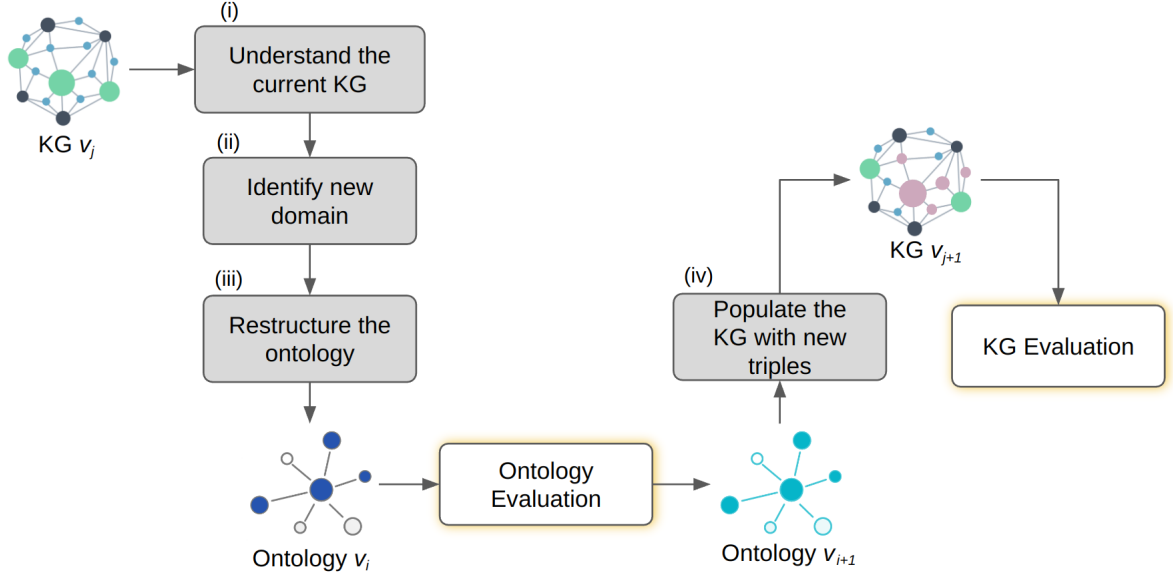 (i)
Understand the
current KG
KG vj
(ii)
Identify new
domain
(iii)
Restructure the
ontology
Ontology vi
Ontology
Evaluation
Ontology vi+1
(iv)
Populate the
KG with new
triples
KG vj+1
KG Evaluation